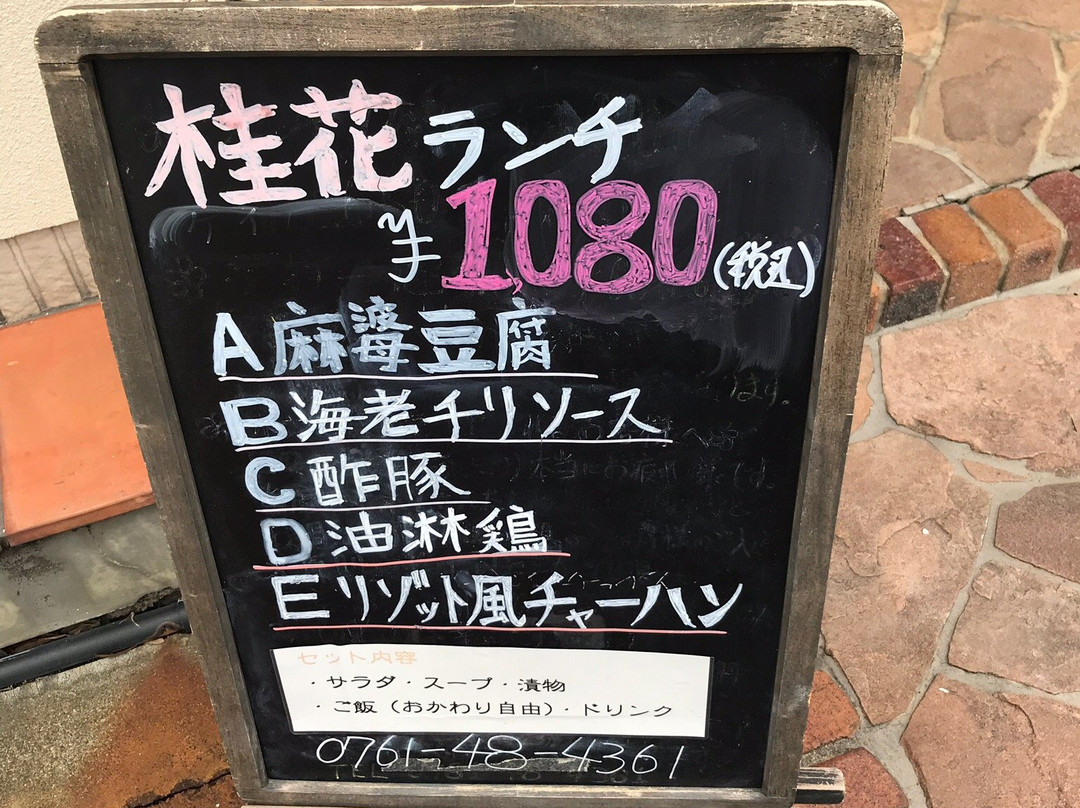 桂花ランチ
¥1,080(税込)
A麻婆豆腐
B海老チリソース
C酢豚
D油淋鶏
Eリゾット風チャーハン
セット内容
・サラダ・スープ・漬物
・ご飯(おかわり自由)・ドリンク
0761-48-4361